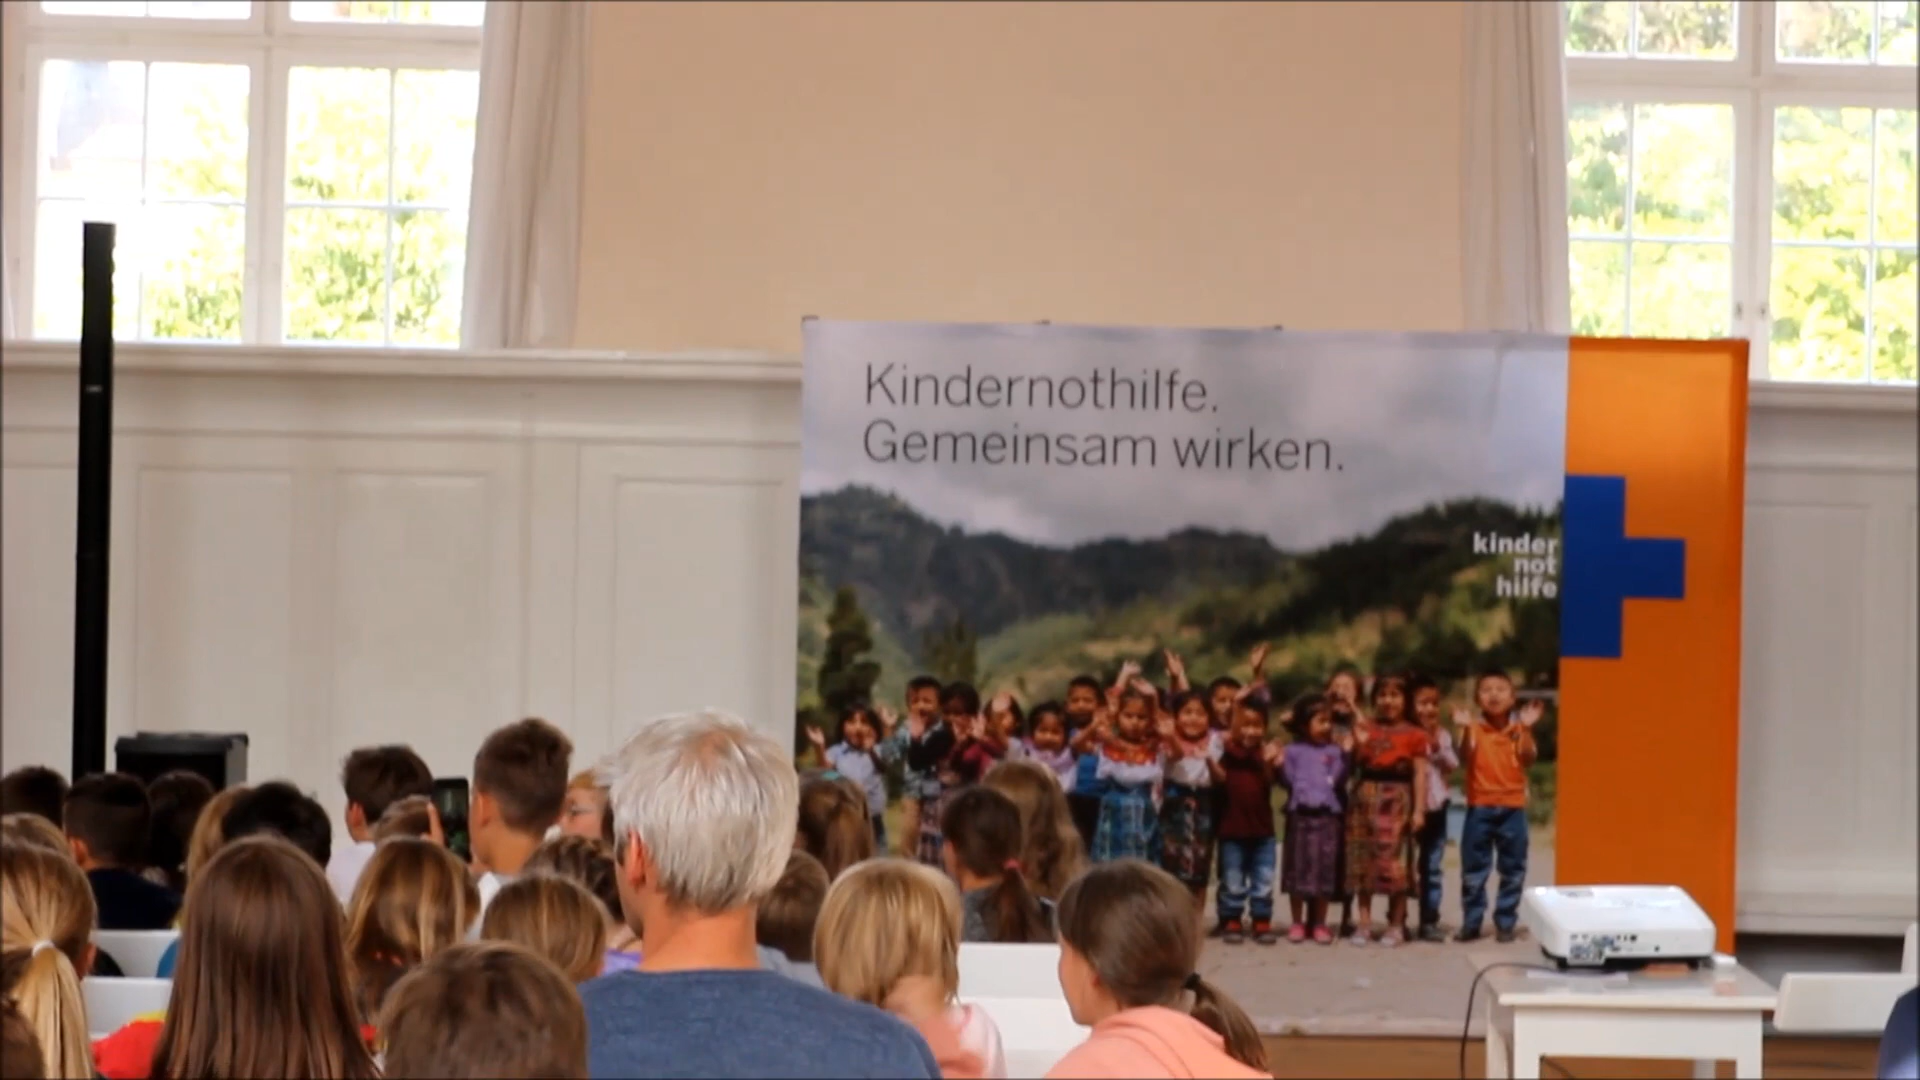 Kindernothilfe.
Gemeinsam wirken.
kinder
not
hilfe